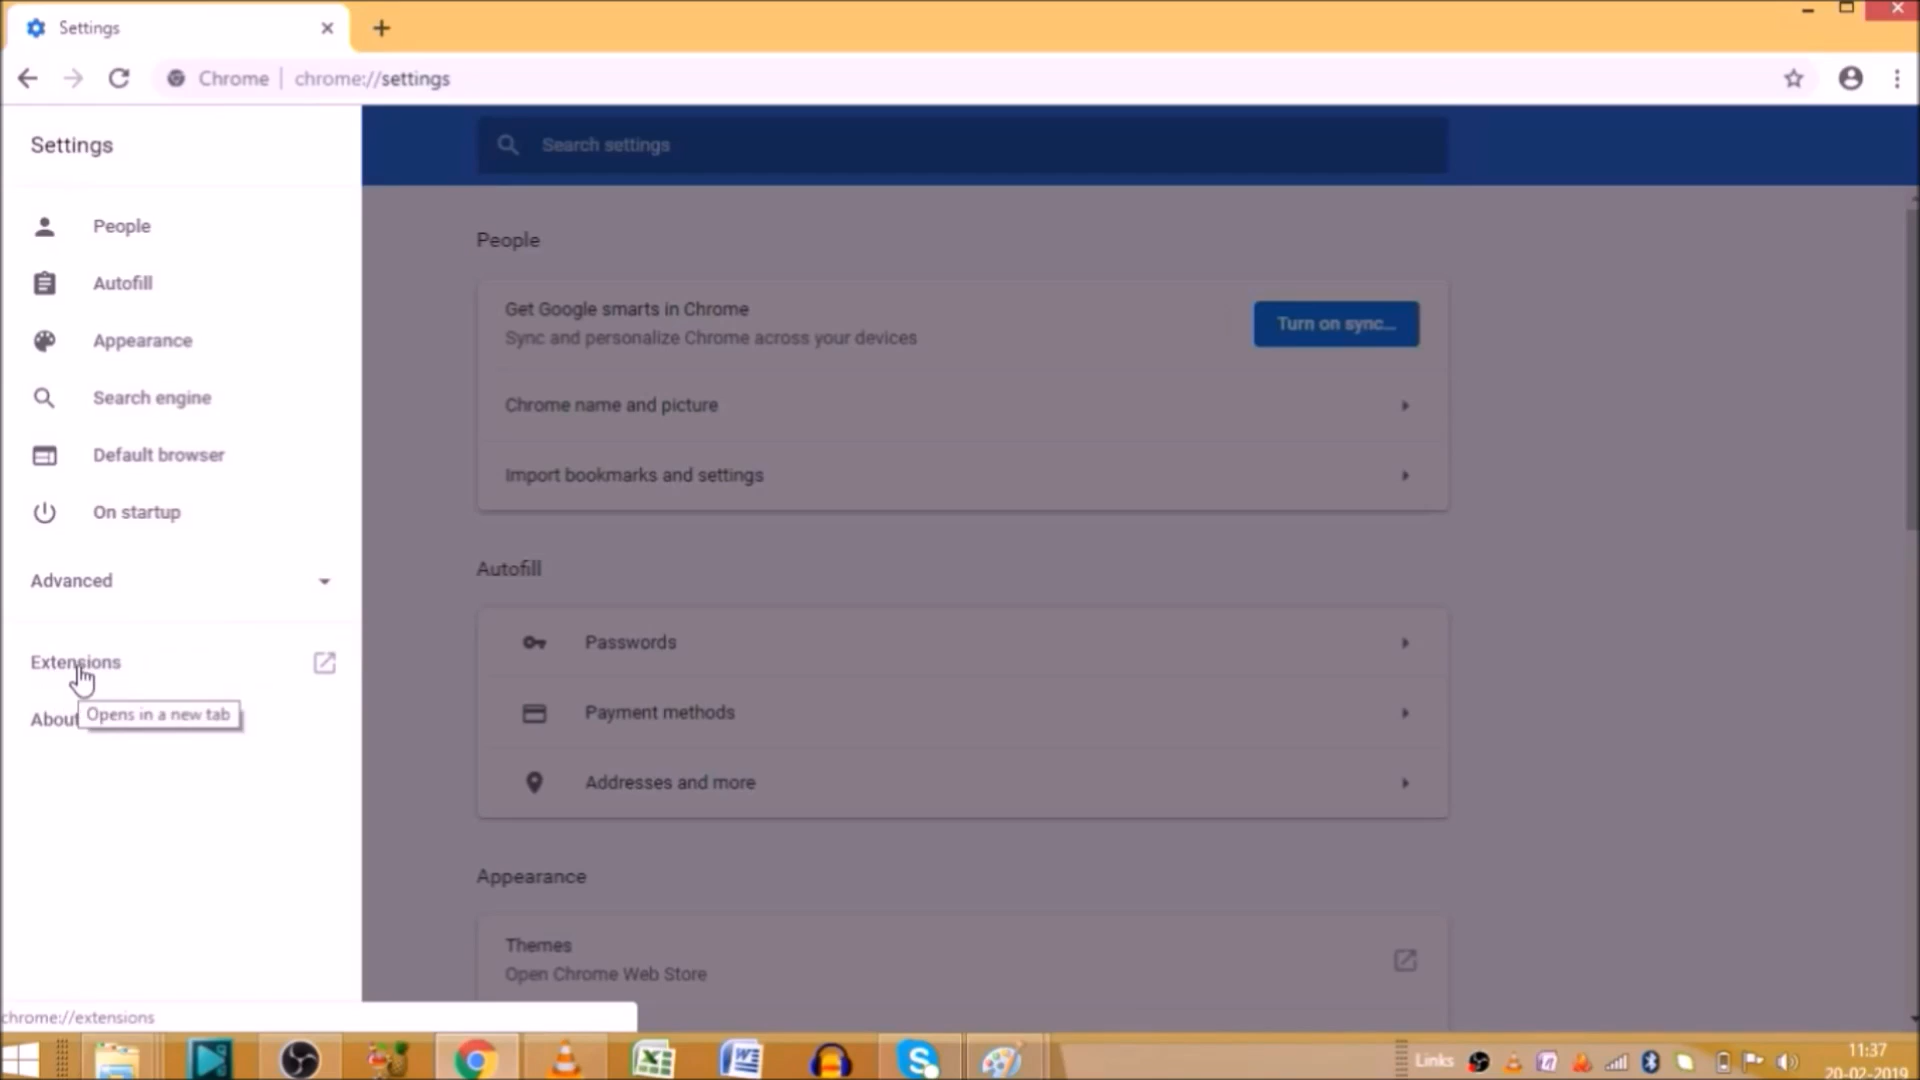 Settings
Chrome | chrome://settings
Settings
Search settings
People
Autofill
Appearance
Search engine
Default browser
On startup
Advanced
Extensions
Opens in a new tab
About
People
Get Google smarts in Chrome
Sync and personalize Chrome across your devices
Turn on sync...
Chrome name and picture
Import bookmarks and settings
Autofill
Passwords
Payment methods
Addresses and more
Appearance
Themes
Open Chrome Web Store
chrome://extensions
Links
11:37
20-02-2019